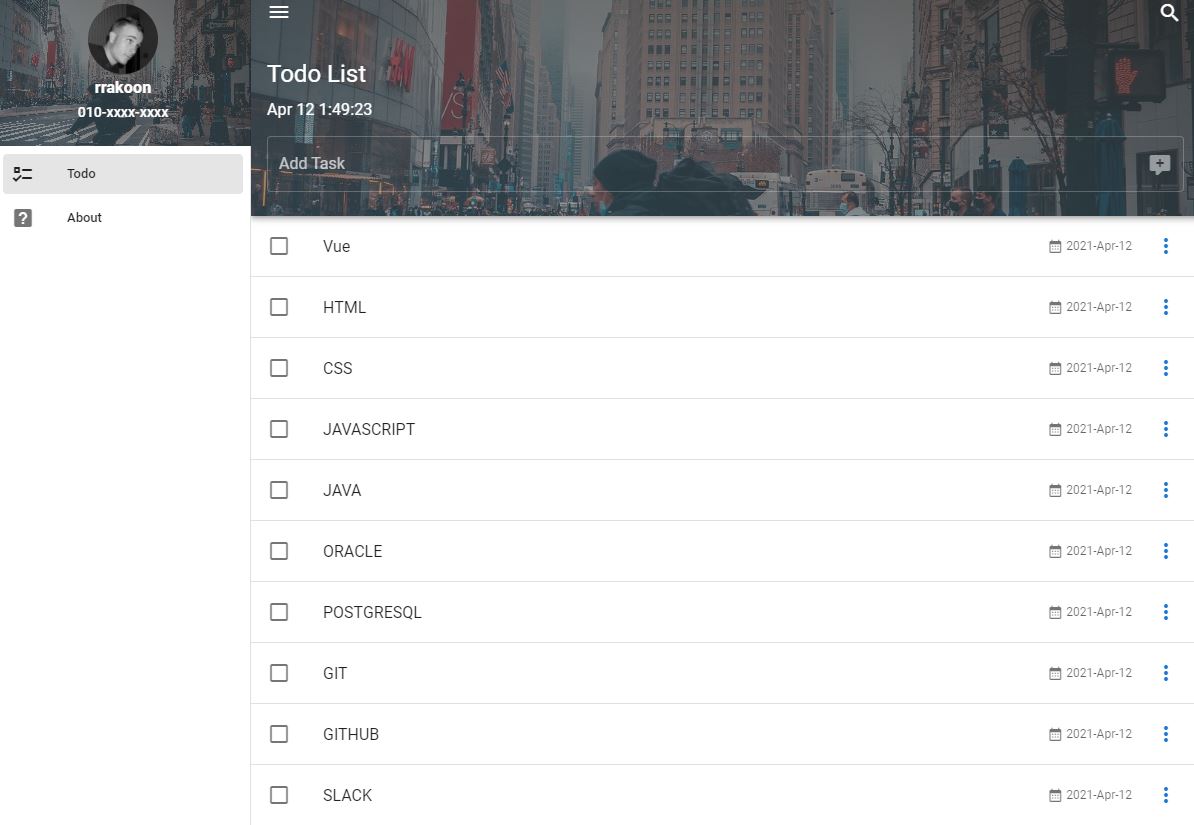 rrakoon
010-xxxx-xxxx
Todo
About
Todo List
Apr 12 1:49:23
Add Task
H&M
Vue 2021-Apr-12
HTML 2021-Apr-12
CSS 2021-Apr-12
JAVASCRIPT 2021-Apr-12
JAVA 2021-Apr-12
ORACLE 2021-Apr-12
POSTGRESQL 2021-Apr-12
GIT 2021-Apr-12
GITHUB 2021-Apr-12
SLACK 2021-Apr-12